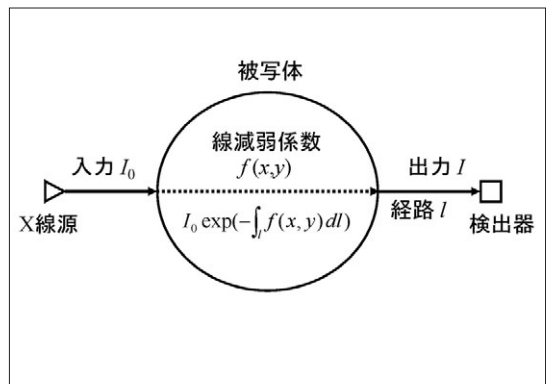 被写体
線減弱係数
f(x,y)
入力 I₀
出力 I
X線源
I₀ exp(−∫ₗ f(x, y) dl)
経路 l
検出器